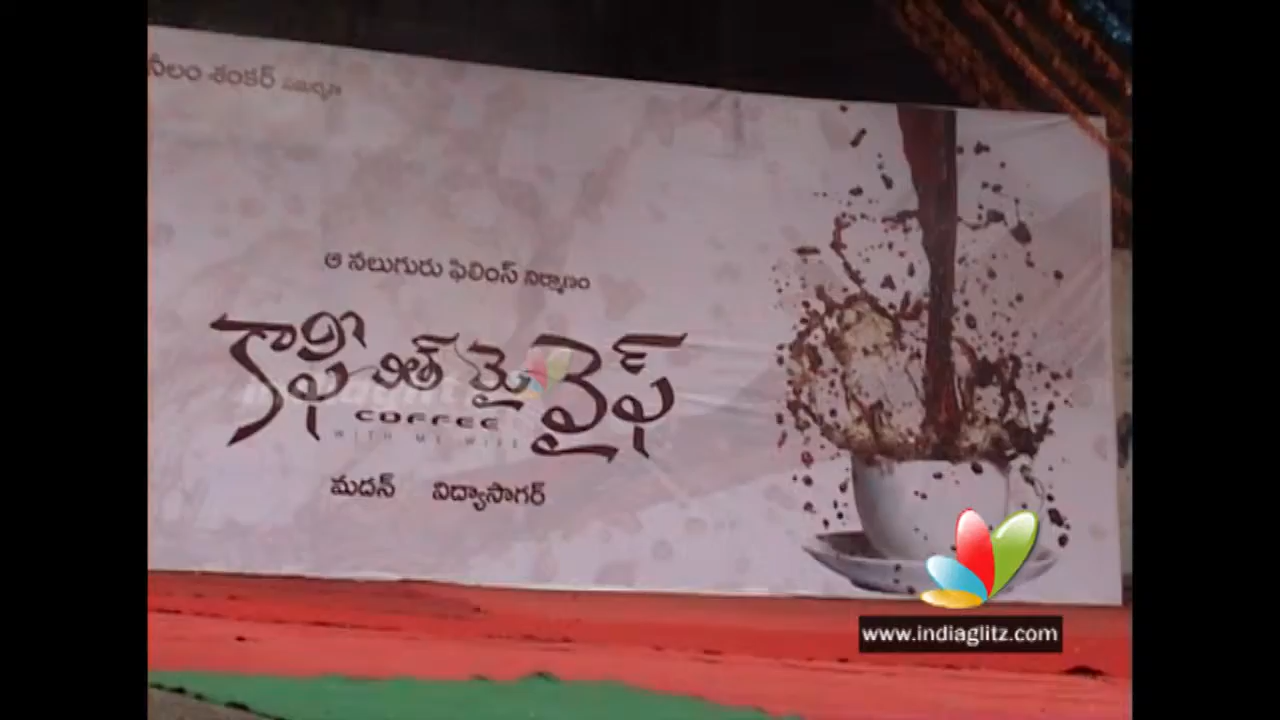 నీలం శంకర్ సమర్పణ
ఆ నలుగురు ఫిలింస్ నిర్మాణం
కాఫి విత్ మై వైఫ్
COFFEE
WITH MY WIFE
మదన్ విద్యాసాగర్
www.indiaglitz.com